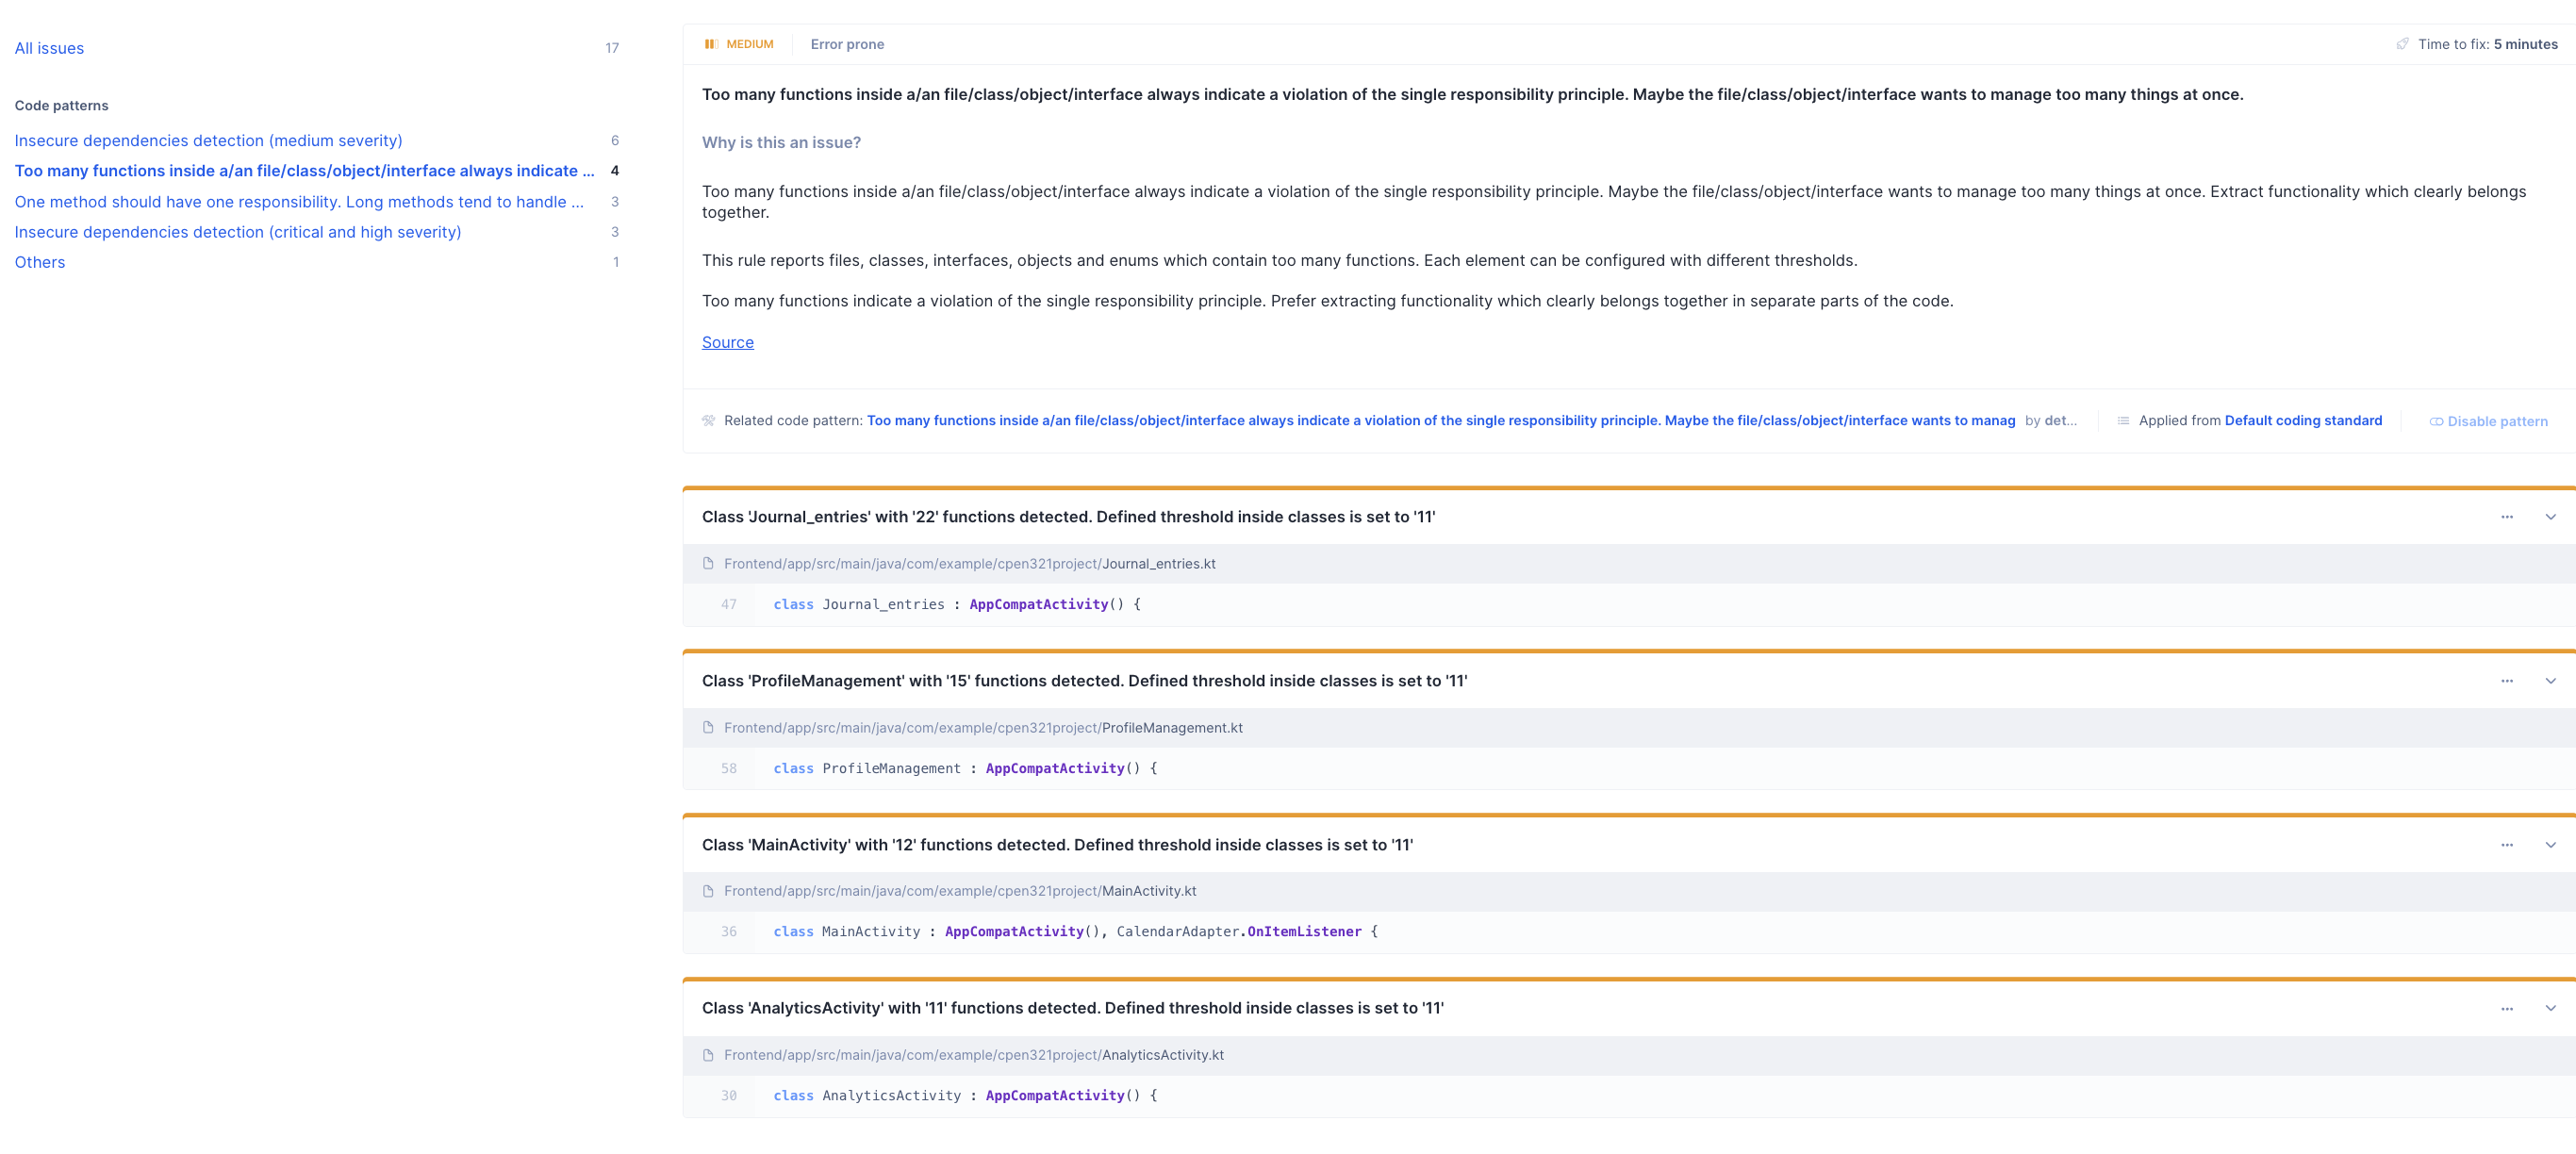 All issues 17
Code patterns
Insecure dependencies detection (medium severity) 6
Too many functions inside a/an file/class/object/interface always indicate ... 4
One method should have one responsibility. Long methods tend to handle ... 3
Insecure dependencies detection (critical and high severity) 3
Others 1
MEDIUM Error prone Time to fix: 5 minutes
Too many functions inside a/an file/class/object/interface always indicate a violation of the single responsibility principle. Maybe the file/class/object/interface wants to manage too many things at once.
Why is this an issue?
Too many functions inside a/an file/class/object/interface always indicate a violation of the single responsibility principle. Maybe the file/class/object/interface wants to manage too many things at once. Extract functionality which clearly belongs
together.
This rule reports files, classes, interfaces, objects and enums which contain too many functions. Each element can be configured with different thresholds.
Too many functions indicate a violation of the single responsibility principle. Prefer extracting functionality which clearly belongs together in separate parts of the code.
Source
Related code pattern: Too many functions inside a/an file/class/object/interface always indicate a violation of the single responsibility principle. Maybe the file/class/object/interface wants to manag by det... Applied from Default coding standard Disable pattern
Class 'Journal_entries' with '22' functions detected. Defined threshold inside classes is set to '11'
Frontend/app/src/main/java/com/example/cpen321project/Journal_entries.kt
47 class Journal_entries : AppCompatActivity() {
Class 'ProfileManagement' with '15' functions detected. Defined threshold inside classes is set to '11'
Frontend/app/src/main/java/com/example/cpen321project/ProfileManagement.kt
58 class ProfileManagement : AppCompatActivity() {
Class 'MainActivity' with '12' functions detected. Defined threshold inside classes is set to '11'
Frontend/app/src/main/java/com/example/cpen321project/MainActivity.kt
36 class MainActivity : AppCompatActivity(), CalendarAdapter.OnItemListener {
Class 'AnalyticsActivity' with '11' functions detected. Defined threshold inside classes is set to '11'
Frontend/app/src/main/java/com/example/cpen321project/AnalyticsActivity.kt
30 class AnalyticsActivity : AppCompatActivity() {